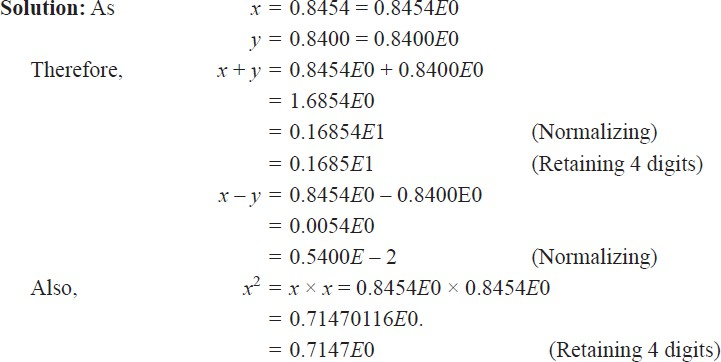 Solution: As x = 0.8454 = 0.8454E0
y = 0.8400 = 0.8400E0
Therefore, x + y = 0.8454E0 + 0.8400E0
= 1.6854E0
= 0.16854E1 (Normalizing)
= 0.1685E1 (Retaining 4 digits)
x – y = 0.8454E0 – 0.8400E0
= 0.0054E0
= 0.5400E – 2 (Normalizing)
Also, x² = x × x = 0.8454E0 × 0.8454E0
= 0.71470116E0.
= 0.7147E0 (Retaining 4 digits)